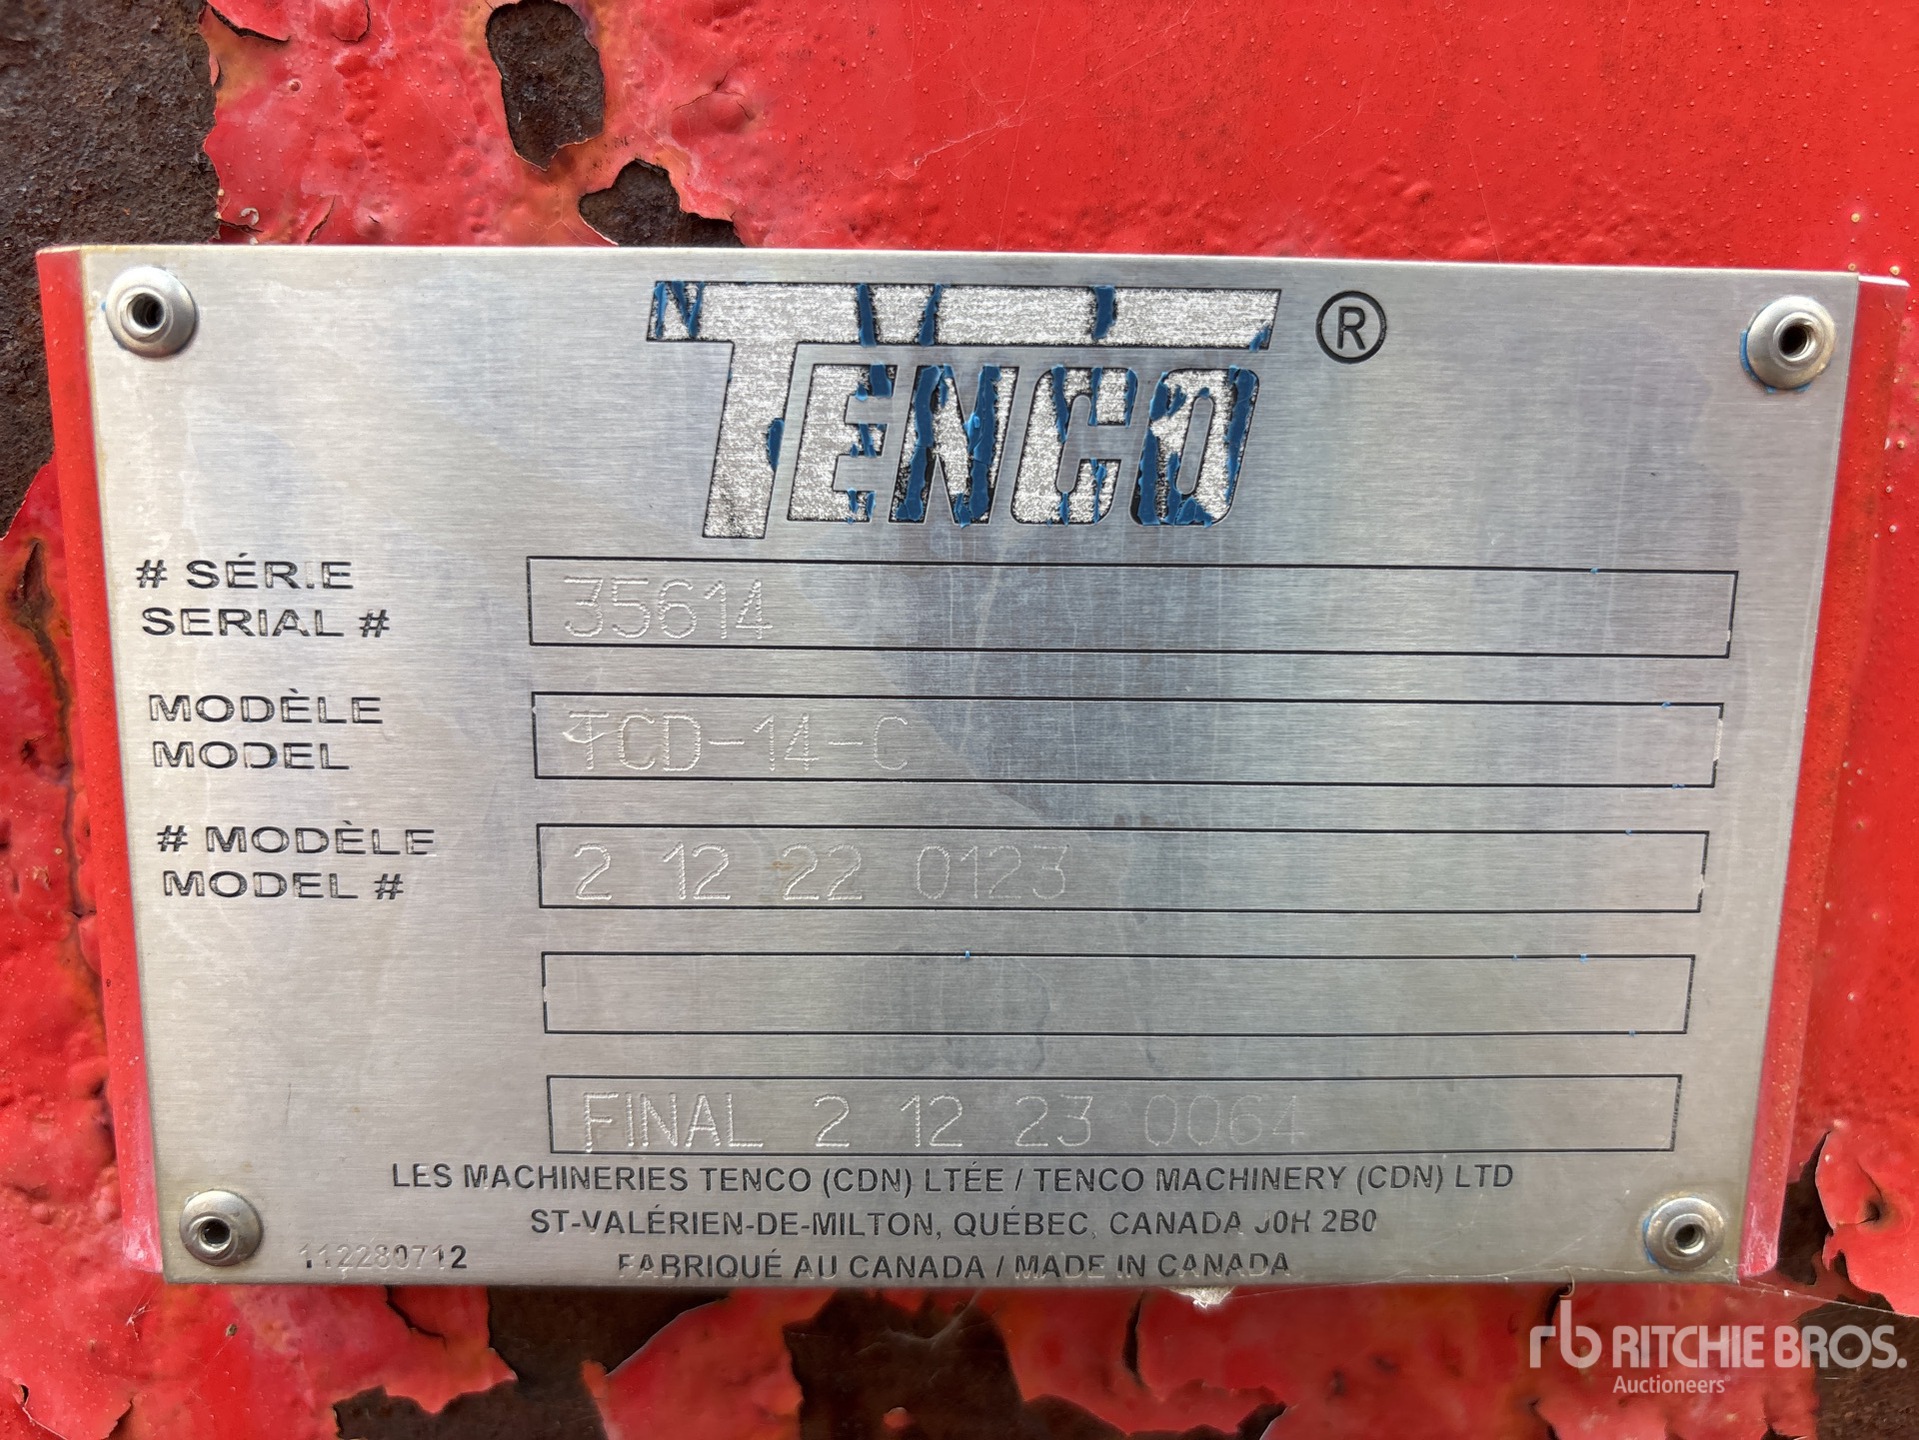 TENCO ®
# SÉRIE
SERIAL # 35614
MODÈLE
MODEL TCD-14-C
# MODÈLE
MODEL # 2 12 22 0123
FINAL 2 12 23 0064
LES MACHINERIES TENCO (CDN) LTÉE / TENCO MACHINERY (CDN) LTD
ST-VALÉRIEN-DE-MILTON, QUÉBEC, CANADA J0H 2B0
112280712 FABRIQUÉ AU CANADA / MADE IN CANADA
rb RITCHIE BROS.
Auctioneers